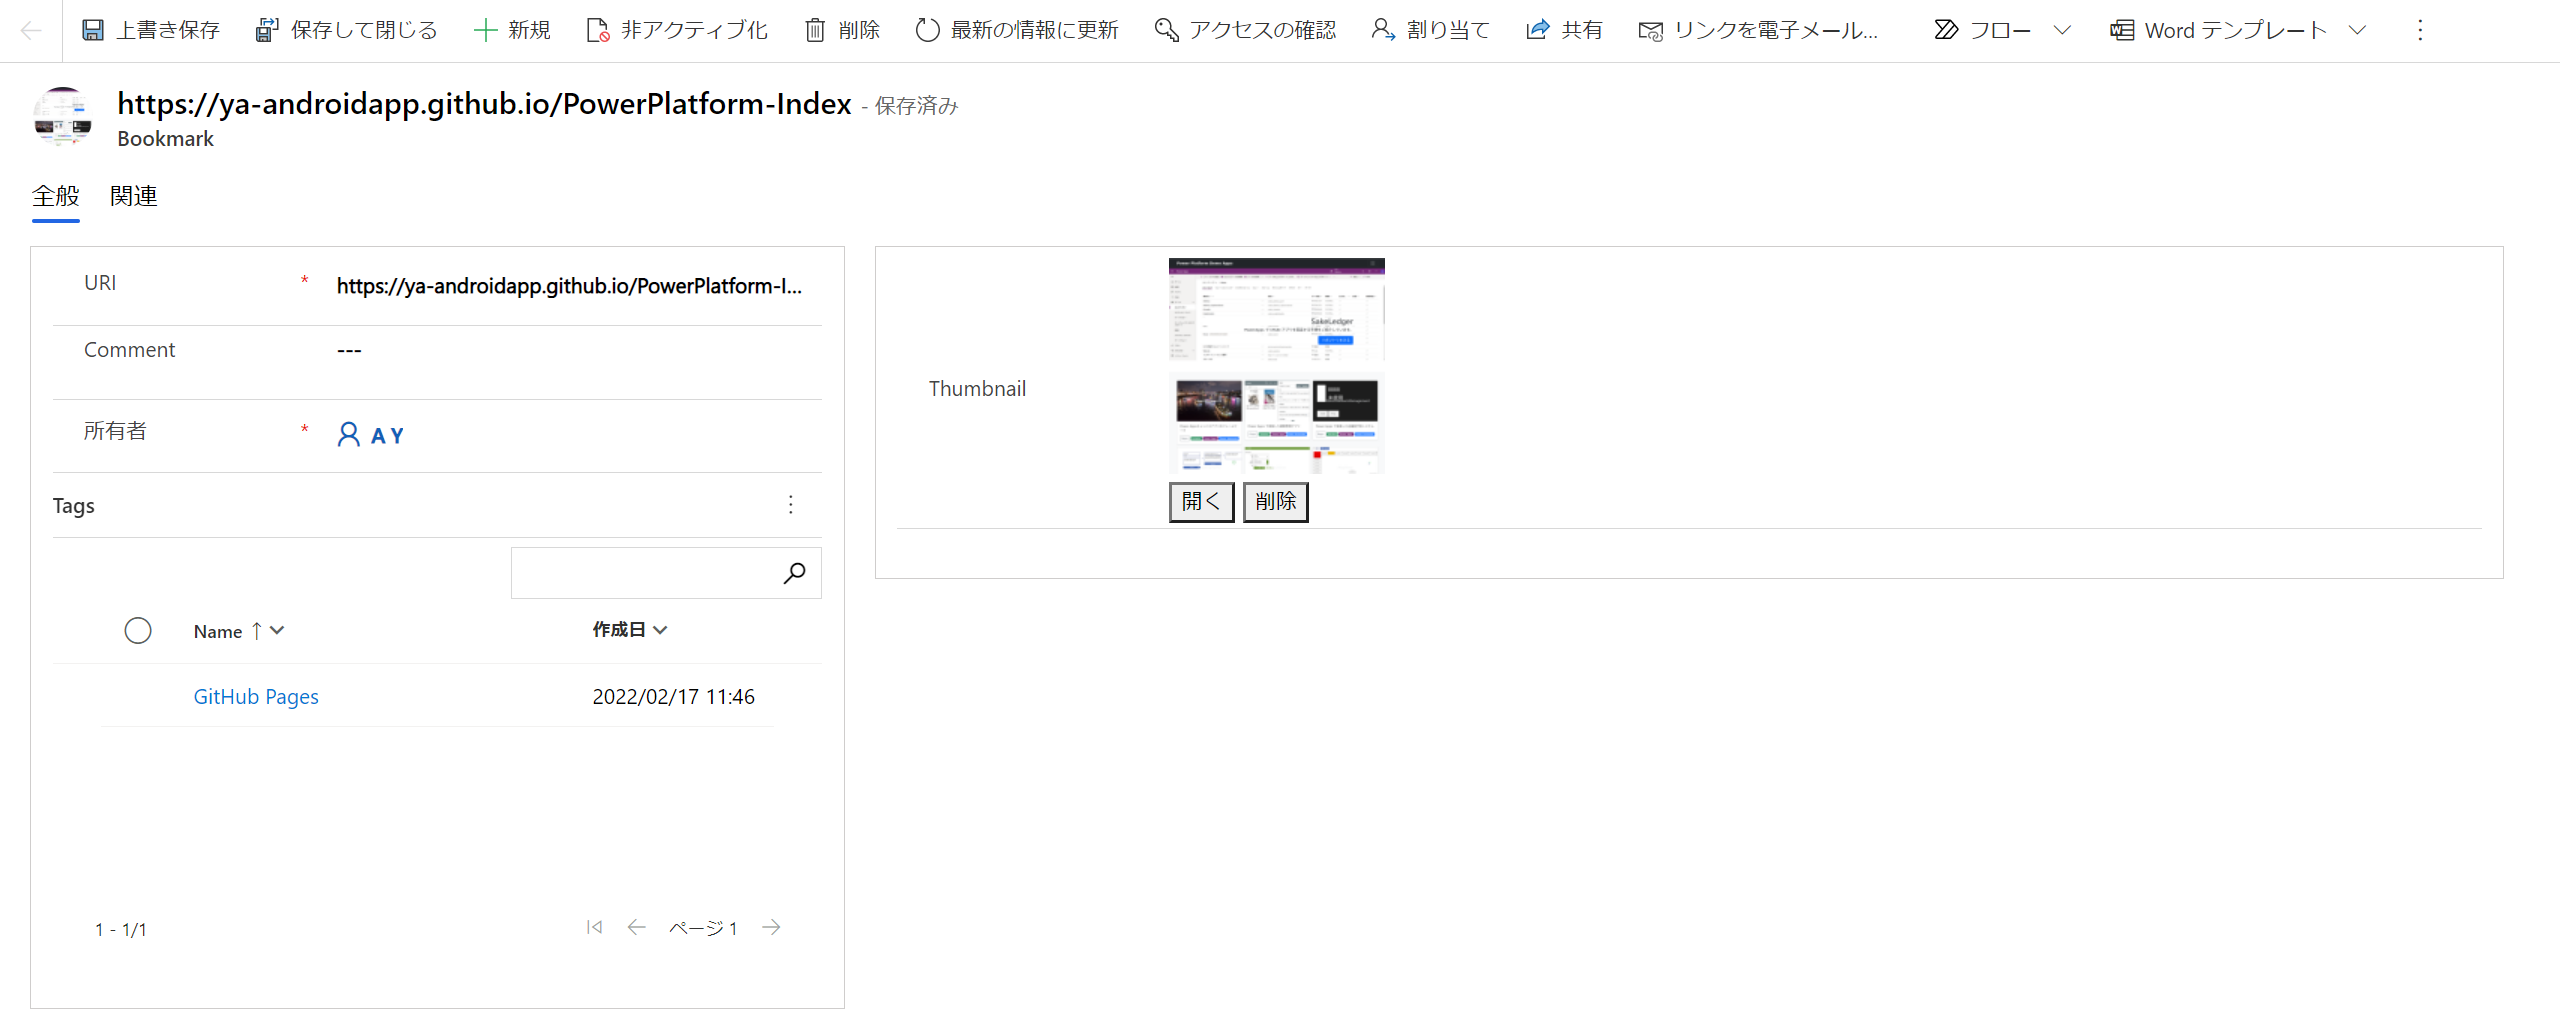 上書き保存 保存して閉じる 新規 非アクティブ化 削除 最新の情報に更新 アクセスの確認 割り当て 共有 リンクを電子メール... フロー Word テンプレート
https://ya-androidapp.github.io/PowerPlatform-Index - 保存済み
Bookmark
全般 関連
URI * https://ya-androidapp.github.io/PowerPlatform-I...
Comment ---
所有者 * A Y
Tags
Name ↑ 作成日
GitHub Pages 2022/02/17 11:46
1 - 1/1 ページ 1
Power Platform Demo Apps
SakeLedger
Thumbnail
開く 削除